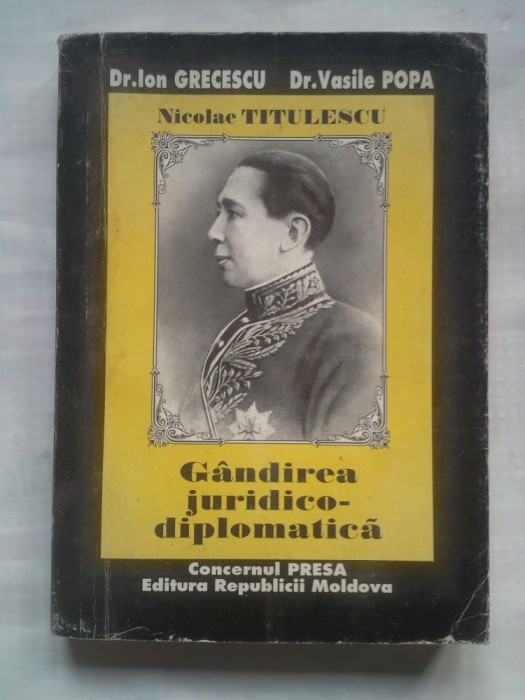 Dr.Ion GRECESCU Dr.Vasile POPA
Nicolae TITULESCU
Gândirea
juridico-
diplomatică
Concernul PRESA
Editura Republicii Moldova